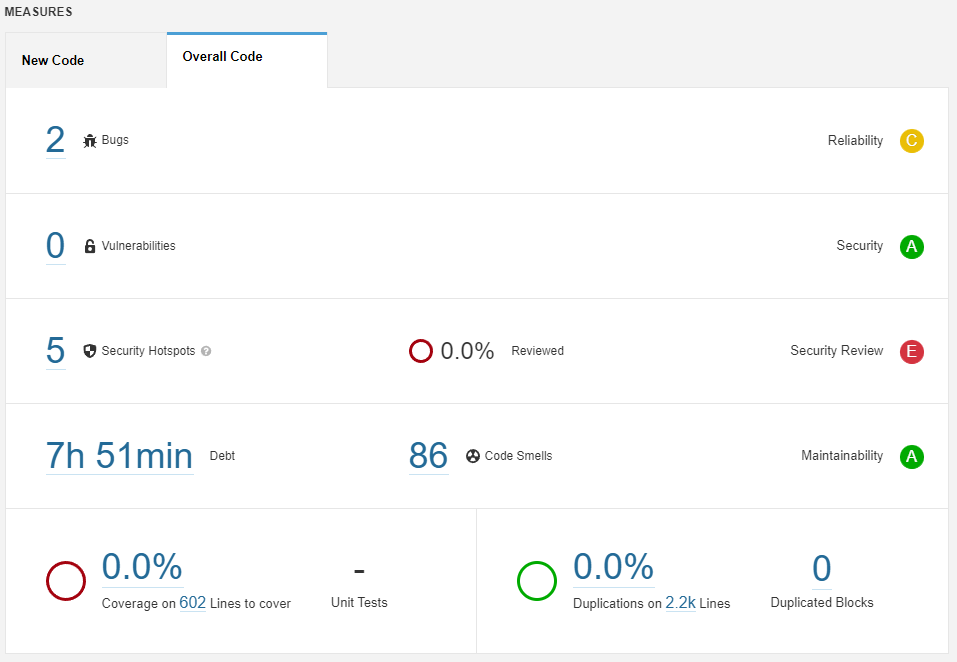 MEASURES
New Code
Overall Code
2 Bugs Reliability C
0 Vulnerabilities Security A
5 Security Hotspots ? 0.0% Reviewed Security Review E
7h 51min Debt 86 Code Smells Maintainability A
0.0% - 0.0% 0
Coverage on 602 Lines to cover Unit Tests Duplications on 2.2k Lines Duplicated Blocks